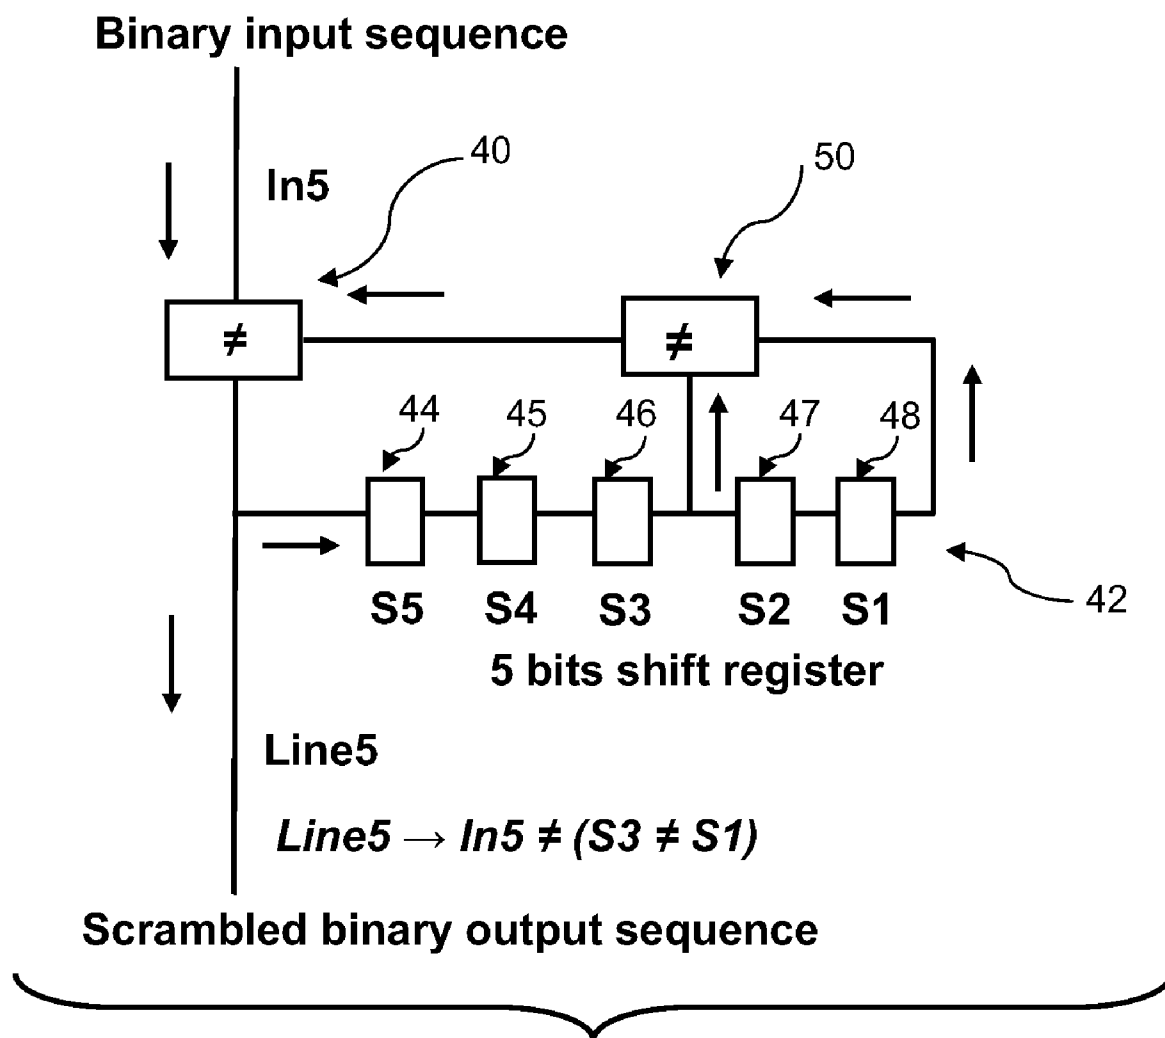 Binary input sequence
40
50
In5
≠
≠
44
45
46
47
48
S5 S4 S3 S2 S1
42
5 bits shift register
Line5
Line5 → In5 ≠ (S3 ≠ S1)
Scrambled binary output sequence